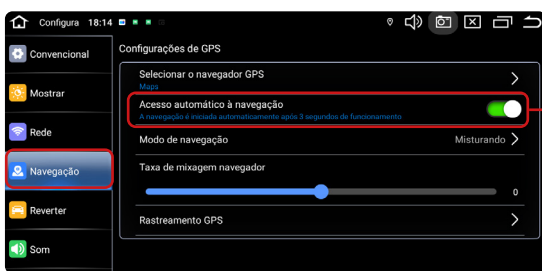 Configura 18:14
Configurações de GPS
Convencional
Selecionar o navegador GPS
Maps
Mostrar
Acesso automático à navegação
A navegação é iniciada automaticamente após 3 segundos de funcionamento
Rede
Modo de navegação
Misturando
Navegação
Taxa de mixagem navegador
0
Reverter
Rastreamento GPS
Som